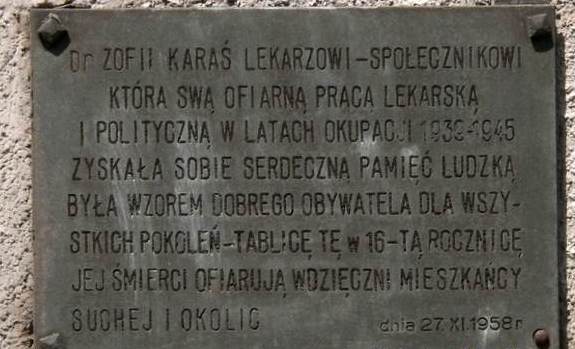 Dr ZOFII KARAŚ LEKARZOWI-SPOŁECZNIKOWI
KTÓRA SWĄ OFIARNĄ PRACĄ LEKARSKĄ
I POLITYCZNĄ W LATACH OKUPACJI 1939-1945
ZYSKAŁA SOBIE SERDECZNĄ PAMIĘĆ LUDZKĄ
BYŁA WZOREM DOBREGO OBYWATELA DLA WSZY-
STKICH POKOLEŃ-TABLICĘ TĘ w 16-TĄ ROCZNICĘ
JEJ ŚMIERCI OFIARUJĄ WDZIĘCZNI MIESZKAŃCY
SUCHEJ I OKOLIC dnia 27.XI.1958r